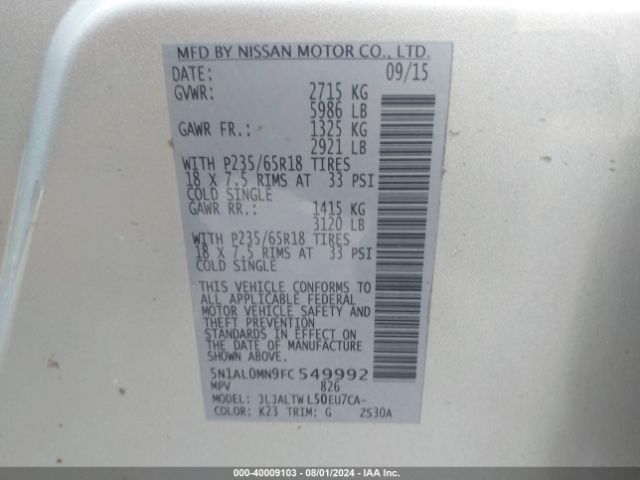 MFD BY NISSAN MOTOR CO., LTD.
DATE: 09/15
GVWR: 2715 KG
5986 LB
GAWR FR.: 1325 KG
2921 LB
WITH P235/65R18 TIRES
18 X 7.5 RIMS AT 33 PSI
COLD SINGLE
GAWR RR.: 1415 KG
3120 LB
WITH P235/65R18 TIRES
18 X 7.5 RIMS AT 33 PSI
COLD SINGLE
THIS VEHICLE CONFORMS TO
ALL APPLICABLE FEDERAL
MOTOR VEHICLE SAFETY AND
THEFT PREVENTION
STANDARDS IN EFFECT ON
THE DATE OF MANUFACTURE
SHOWN ABOVE.
5N1AL0MN9FC549992
MPV 826
MODEL: JLJALTWL50EU7CA-
COLOR: K23 TRIM: G ZS30A
000-40009103 - 08/01/2024 - IAA Inc.